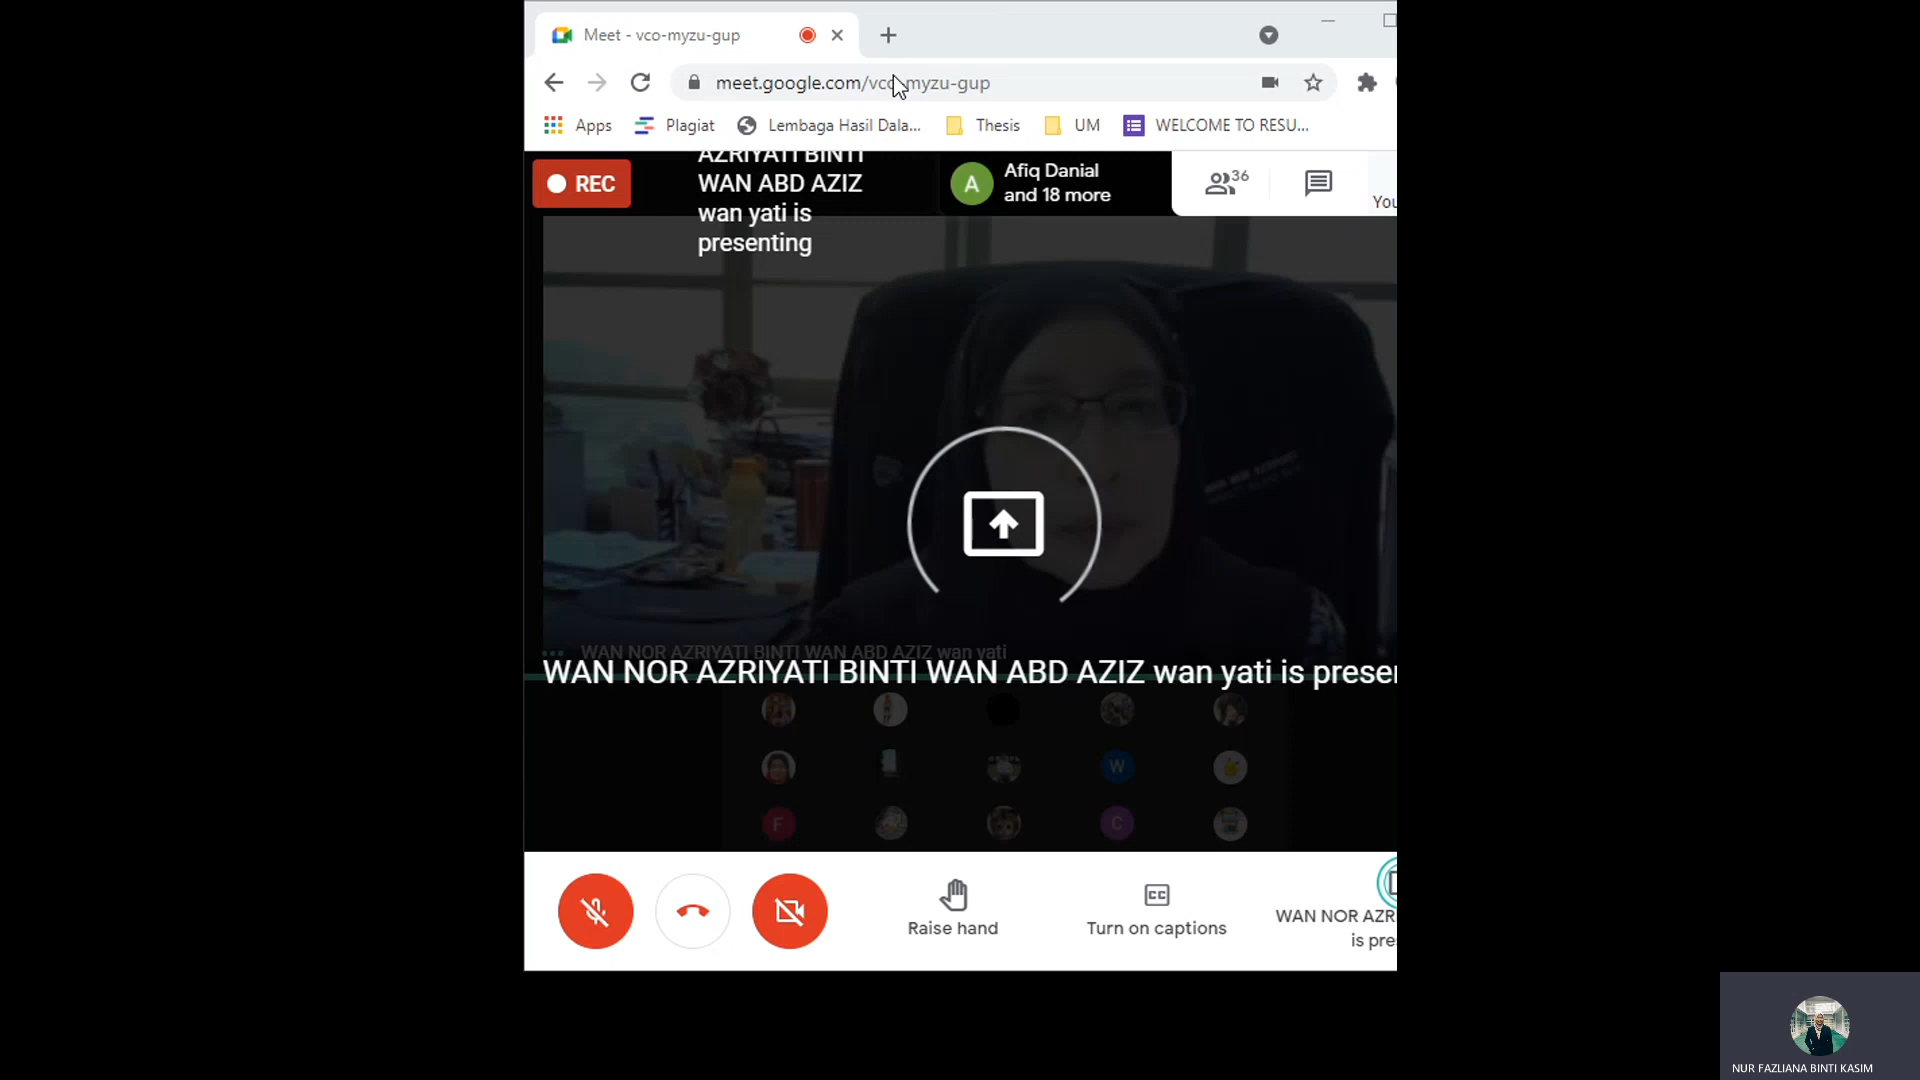 Meet - vco-myzu-gup
meet.google.com/vco-myzu-gup
Apps
Plagiat
Lembaga Hasil Dala...
Thesis
UM
WELCOME TO RESU...
REC
AZRIYATI BINTI
WAN ABD AZIZ
wan yati is
presenting
A
Afiq Danial
and 18 more
36
You
WAN NOR AZRIYATI BINTI WAN ABD AZIZ wan yati
WAN NOR AZRIYATI BINTI WAN ABD AZIZ wan yati is prese
W
F
C
Raise hand
CC
Turn on captions
WAN NOR AZR
is pre
NUR FAZLIANA BINTI KASIM